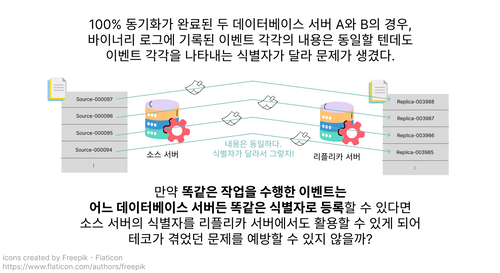 100% 동기화가 완료된 두 데이터베이스 서버 A와 B의 경우,
바이너리 로그에 기록된 이벤트 각각의 내용은 동일할 텐데도
이벤트 각각을 나타내는 식별자가 달라 문제가 생겼다.
Source-000097
Source-000096
Source-000095
Source-000094
소스 서버
내용은 동일하다.
식별자가 달라서 그렇지!
리플리카 서버
Replica-003988
Replica-003987
Replica-003986
Replica-003985
만약 똑같은 작업을 수행한 이벤트는
어느 데이터베이스 서버든 똑같은 식별자로 등록할 수 있다면
소스 서버의 식별자를 리플리카 서버에서도 활용할 수 있게 되어
테코가 겪었던 문제를 예방할 수 있지 않을까?
icons created by Freepik - Flaticon
https://www.flaticon.com/authors/freepik